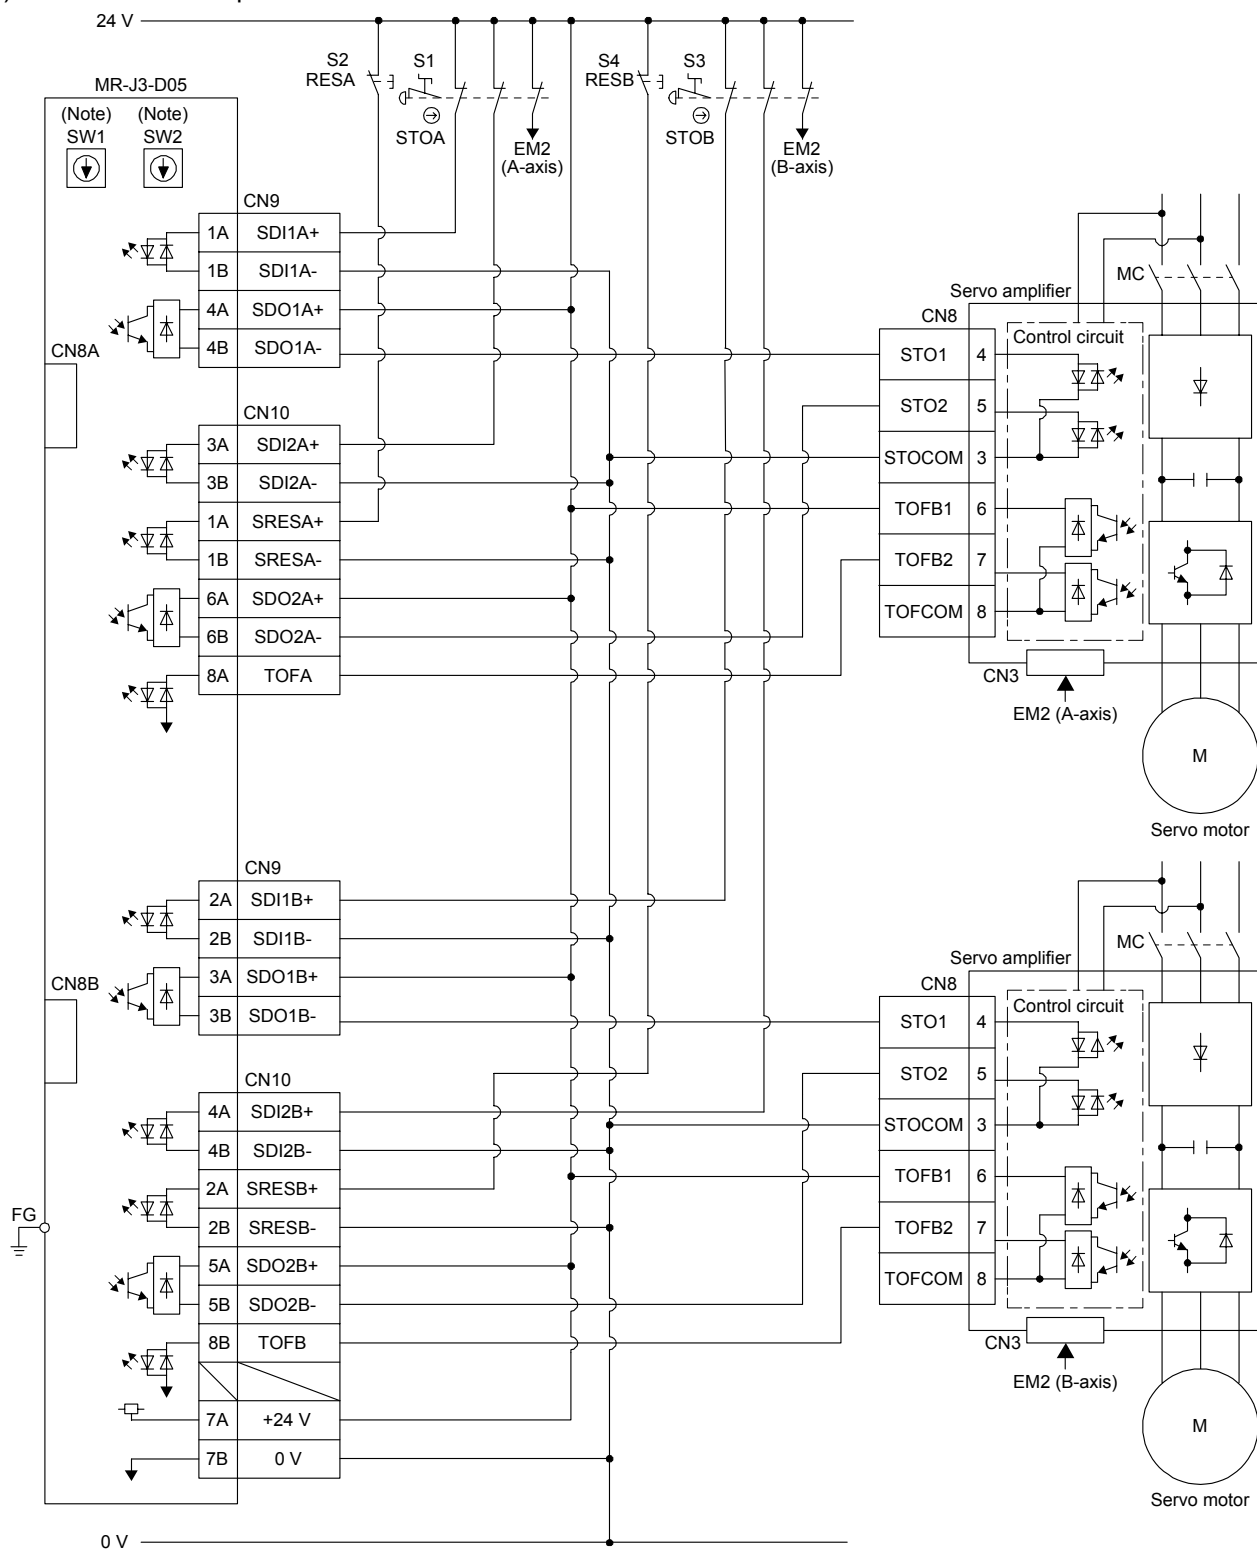 )
24 V
S2
RESA
S1
STOA
EM2
(A-axis)
S4
RESB
S3
STOB
EM2
(B-axis)
MR-J3-D05
(Note)
SW1
(Note)
SW2
CN9
1A SDI1A+
1B SDI1A-
4A SDO1A+
4B SDO1A-
CN8A
CN10
3A SDI2A+
3B SDI2A-
1A SRESA+
1B SRESA-
6A SDO2A+
6B SDO2A-
8A TOFA
MC
Servo amplifier
CN8
Control circuit
STO1 4
STO2 5
STOCOM 3
TOFB1 6
TOFB2 7
TOFCOM 8
CN3
EM2 (A-axis)
M
Servo motor
CN9
2A SDI1B+
2B SDI1B-
3A SDO1B+
3B SDO1B-
CN8B
CN10
4A SDI2B+
4B SDI2B-
2A SRESB+
2B SRESB-
5A SDO2B+
5B SDO2B-
8B TOFB
7A +24 V
7B 0 V
FG
MC
Servo amplifier
CN8
Control circuit
STO1 4
STO2 5
STOCOM 3
TOFB1 6
TOFB2 7
TOFCOM 8
CN3
EM2 (B-axis)
M
Servo motor
0 V